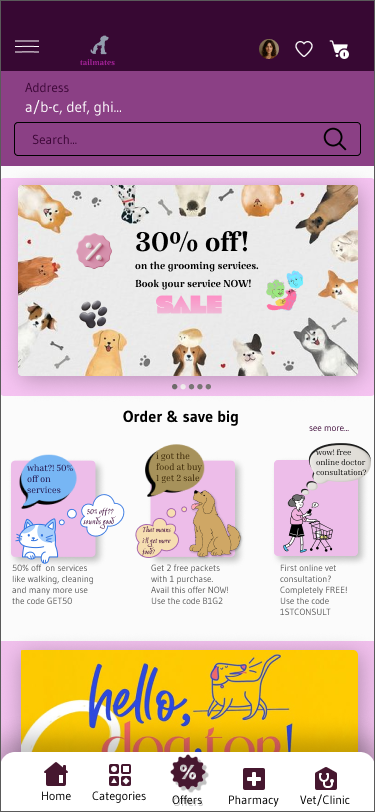 tailmates
Address
a/b-c, def, ghi...
Search...
30% off!
on the grooming services.
Book your service NOW!
SALE
Order & save big
see more...
what?! 50%
off on
services
50% off??
sounds good
i got the
food at buy
1 get 2 sale
That means
i'll get more
food?
wow! free
online doctor
consultation?
50% off on services
like walking, cleaning
and many more use
the code GET50
Get 2 free packets
with 1 purchase.
Avail this offer NOW!
Use the code B1G2
First online vet
consultation?
Completely FREE!
Use the code
1STCONSULT
hello,
dog.ton!
Home
Categories
%
Offers
Pharmacy
Vet/Clinic